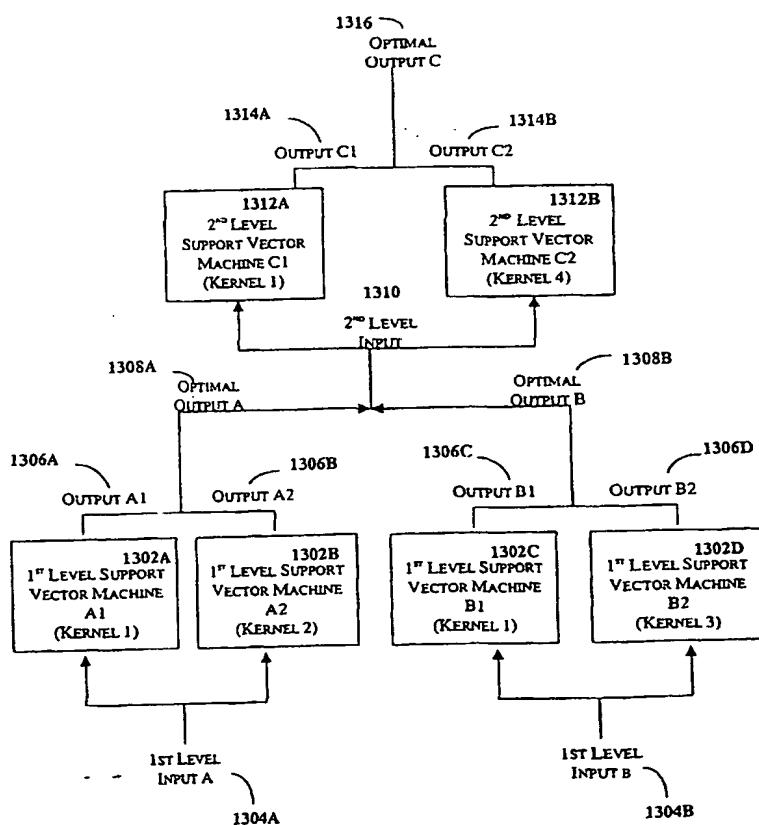 1316
OPTIMAL
OUTPUT C
1314A
1314B
OUTPUT C1
OUTPUT C2
1312A
2ND LEVEL
SUPPORT VECTOR
MACHINE C1
(KERNEL 1)
1312B
2ND LEVEL
SUPPORT VECTOR
MACHINE C2
(KERNEL 4)
1310
2ND LEVEL
INPUT
1308A
OPTIMAL
OUTPUT A
1308B
OPTIMAL
OUTPUT B
1306A
OUTPUT A1
1306B
OUTPUT A2
1306C
OUTPUT B1
1306D
OUTPUT B2
1302A
1ST LEVEL SUPPORT
VECTOR MACHINE
A1
(KERNEL 1)
1302B
1ST LEVEL SUPPORT
VECTOR MACHINE
A2
(KERNEL 2)
1302C
1ST LEVEL SUPPORT
VECTOR MACHINE
B1
(KERNEL 1)
1302D
1ST LEVEL SUPPORT
VECTOR MACHINE
B2
(KERNEL 3)
1ST LEVEL
INPUT A
1304A
1ST LEVEL
INPUT B
1304B